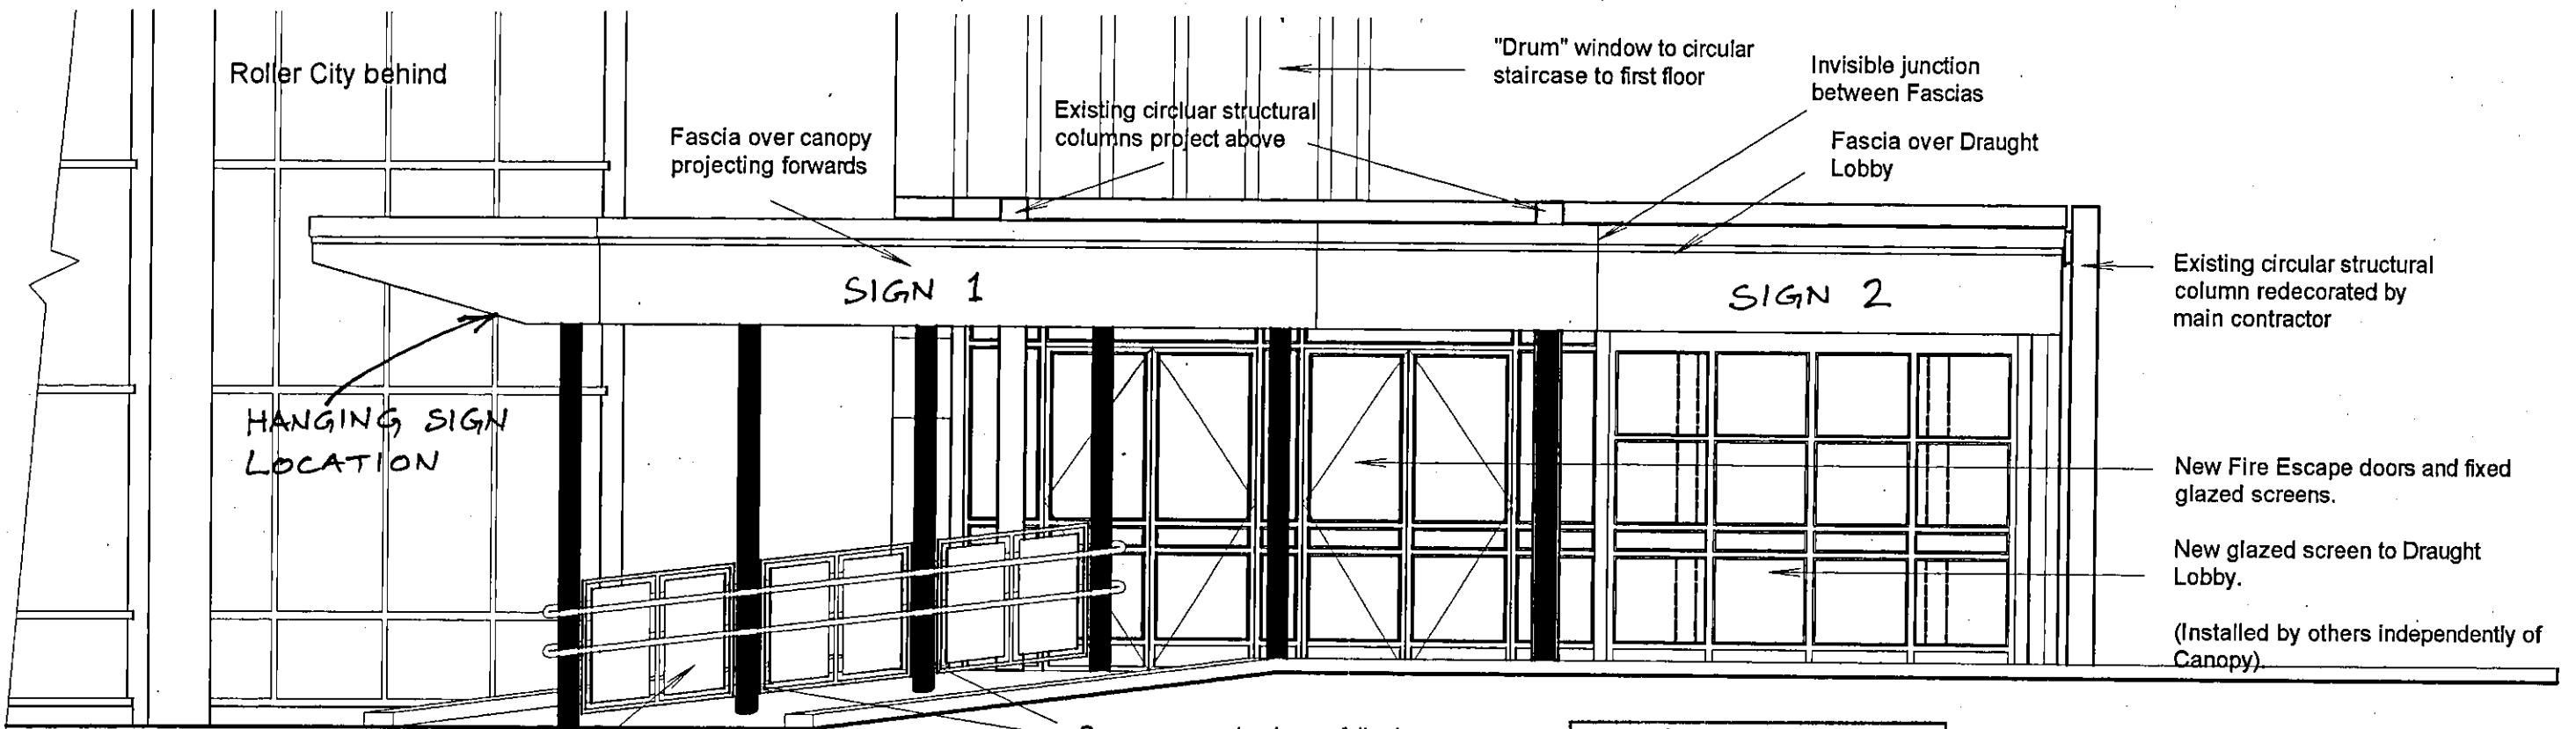 Roller City behind
"Drum" window to circular
staircase to first floor
Invisible junction
between Fascias
Existing circluar structural
columns project above
Fascia over canopy
projecting forwards
Fascia over Draught
Lobby
SIGN 1
SIGN 2
Existing circular structural
column redecorated by
main contractor
HANGING SIGN
LOCATION
New Fire Escape doors and fixed
glazed screens.
New glazed screen to Draught
Lobby.
(Installed by others independently of
Canopy).